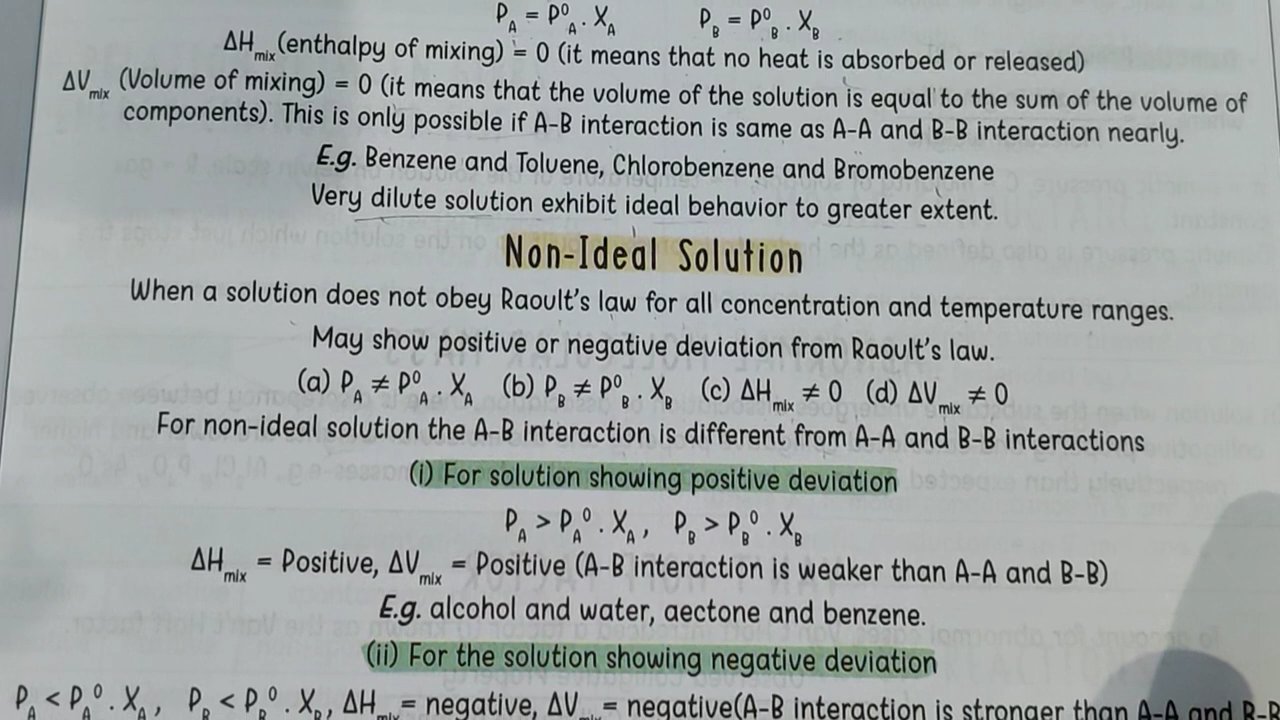 P_A = P⁰_A . X_A P_B = P⁰_B . X_B
ΔH_mix (enthalpy of mixing) = 0 (it means that no heat is absorbed or released)
ΔV_mix (Volume of mixing) = 0 (it means that the volume of the solution is equal to the sum of the volume of
components). This is only possible if A-B interaction is same as A-A and B-B interaction nearly.
E.g. Benzene and Toluene, Chlorobenzene and Bromobenzene
Very dilute solution exhibit ideal behavior to greater extent.
Non-Ideal Solution
When a solution does not obey Raoult's law for all concentration and temperature ranges.
May show positive or negative deviation from Raoult's law.
(a) P_A ≠ P⁰_A . X_A (b) P_B ≠ P⁰_B . X_B (c) ΔH_mix ≠ 0 (d) ΔV_mix ≠ 0
For non-ideal solution the A-B interaction is different from A-A and B-B interactions
(i) For solution showing positive deviation
P_A > P_A⁰ . X_A , P_B > P_B⁰ . X_B
ΔH_mix = Positive, ΔV_mix = Positive (A-B interaction is weaker than A-A and B-B)
E.g. alcohol and water, aectone and benzene.
(ii) For the solution showing negative deviation
P_A < P_A⁰ . X_A , P_B < P_B⁰ . X_B , ΔH_mix = negative, ΔV_mix = negative(A-B interaction is stronger than A-A and B-B